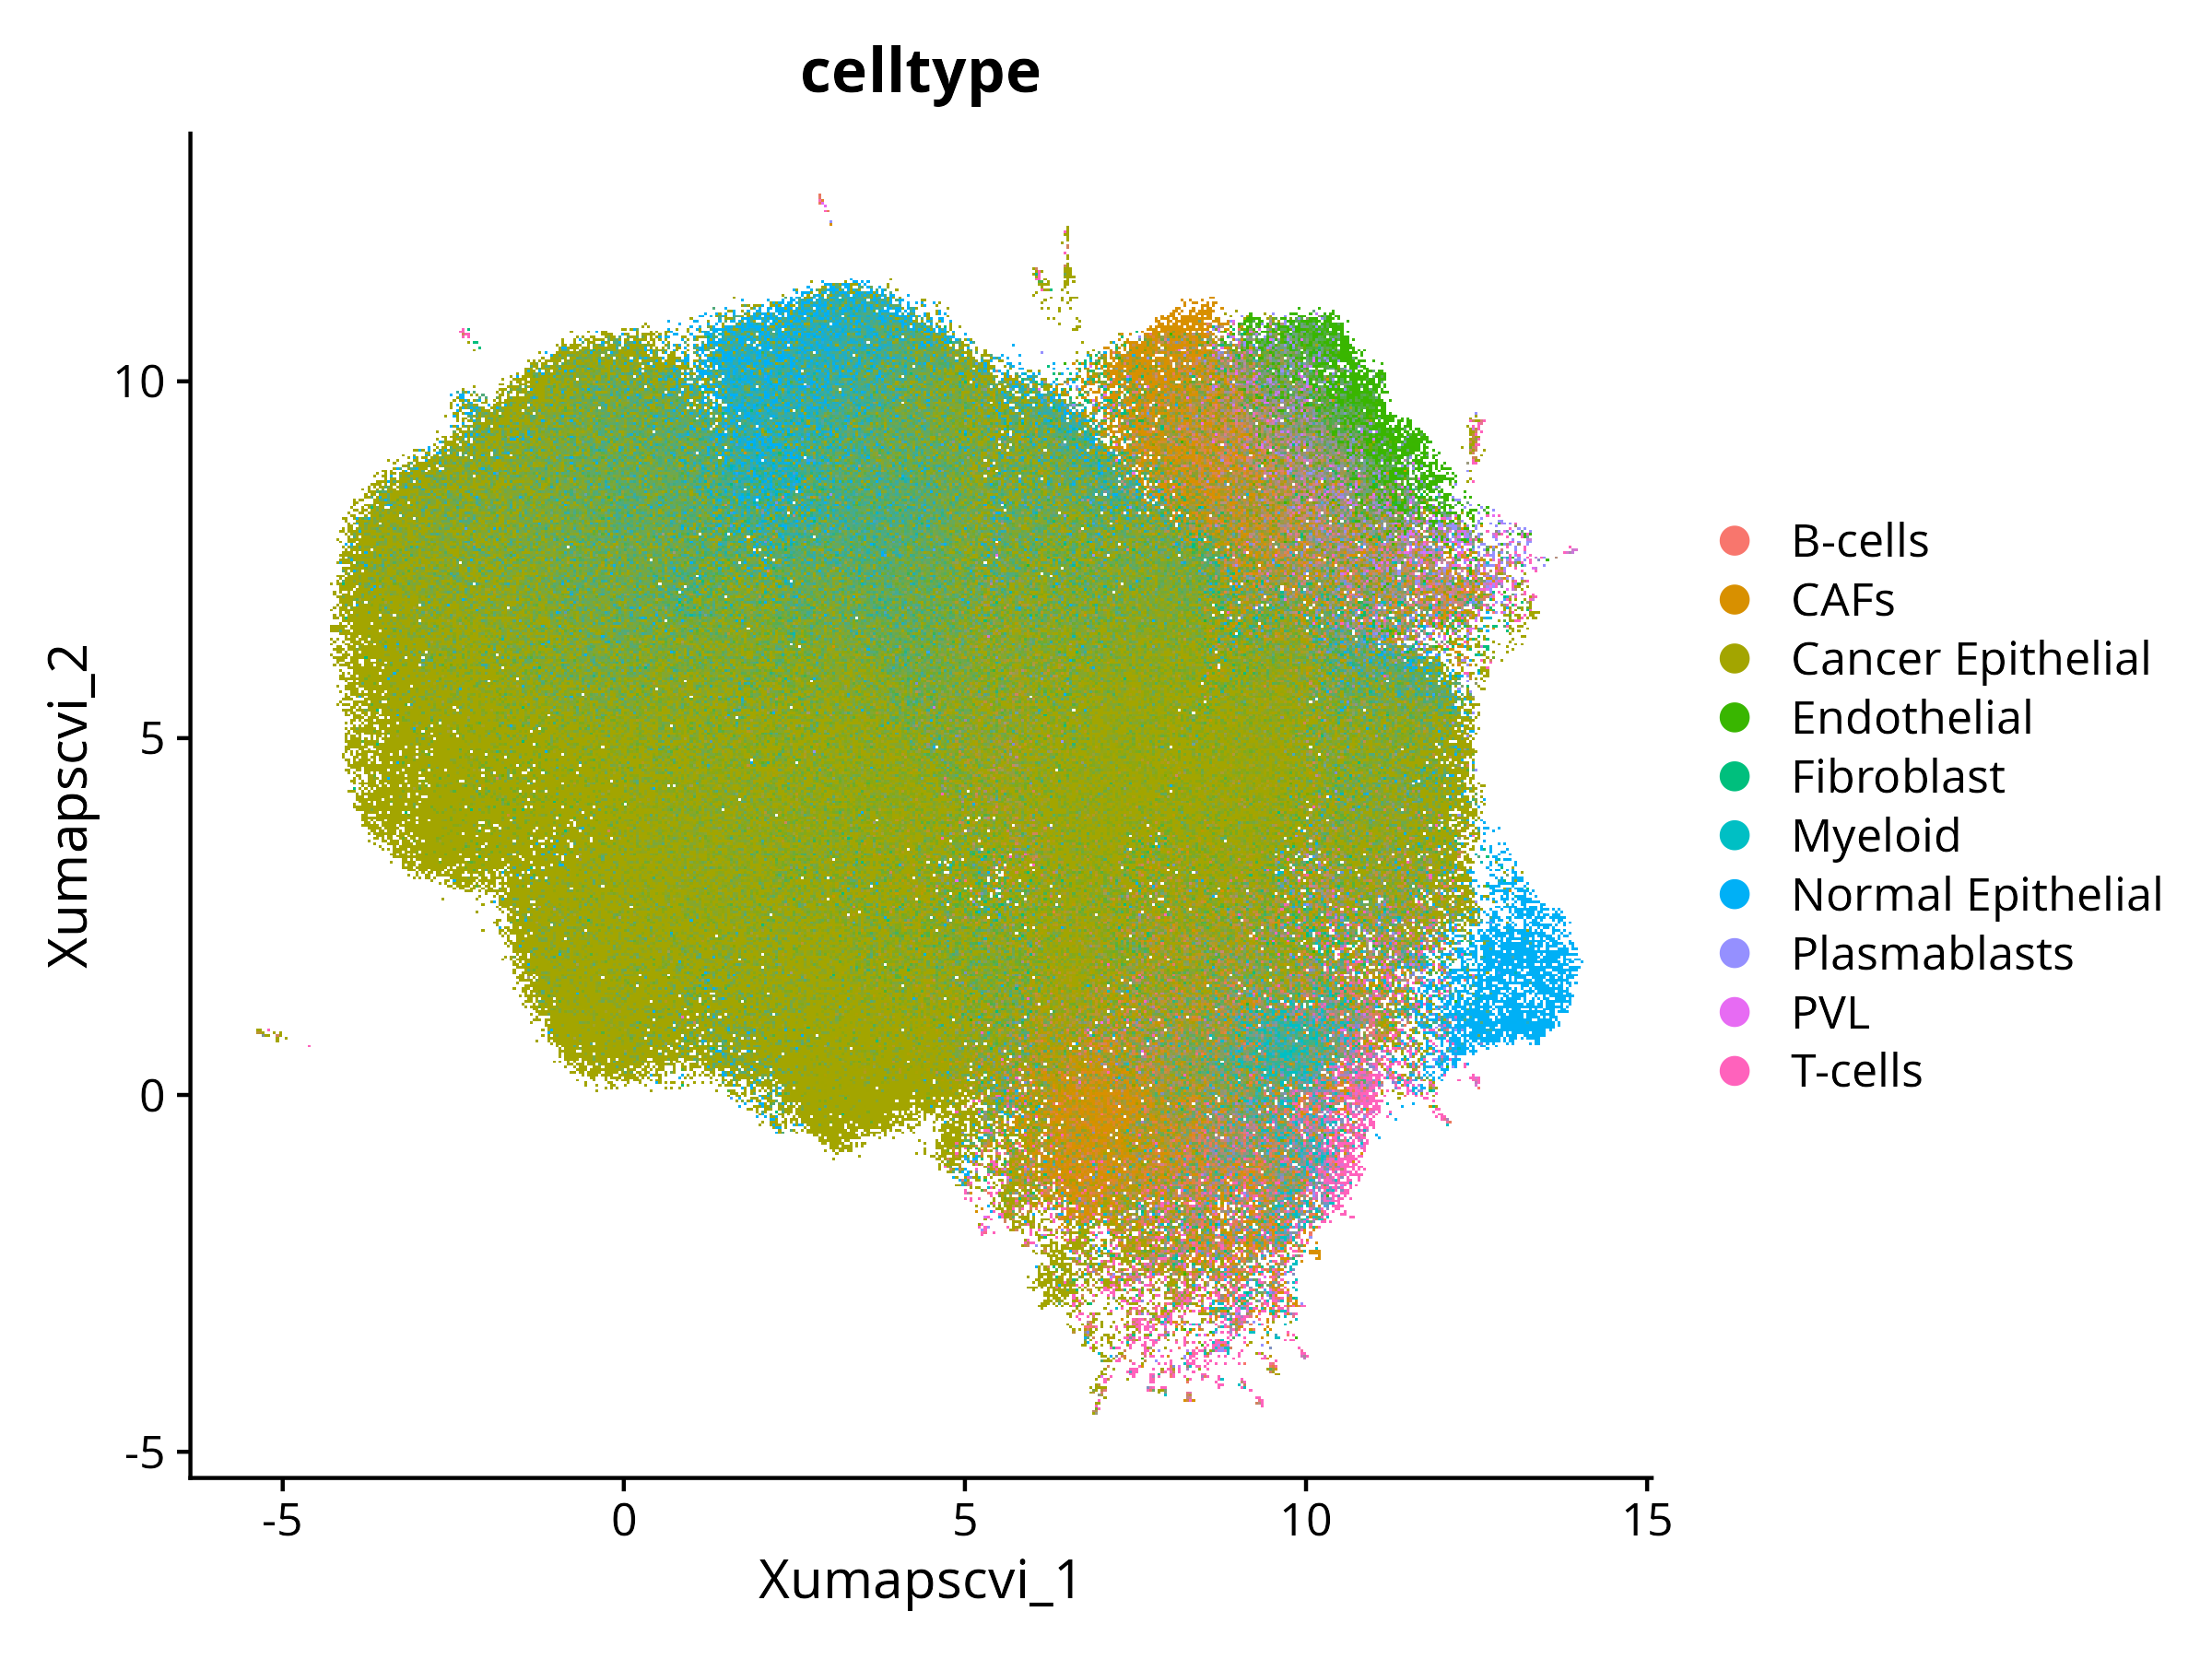 celltype
Xumapscvi_2
10
5
0
-5
-5
0
5
10
15
Xumapscvi_1
B-cells
CAFs
Cancer Epithelial
Endothelial
Fibroblast
Myeloid
Normal Epithelial
Plasmablasts
PVL
T-cells